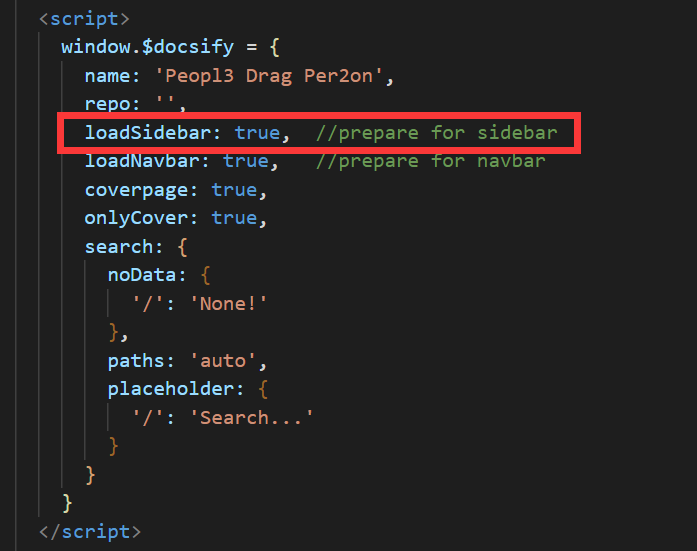 <script>
window.$docsify = {
name: 'Peopl3 Drag Per2on',
repo: '',
loadSidebar: true,  //prepare for sidebar
loadNavbar: true,   //prepare for navbar
coverpage: true,
onlyCover: true,
search: {
noData: {
'/': 'None!'
},
paths: 'auto',
placeholder: {
'/': 'Search...'
}
}
}
</script>